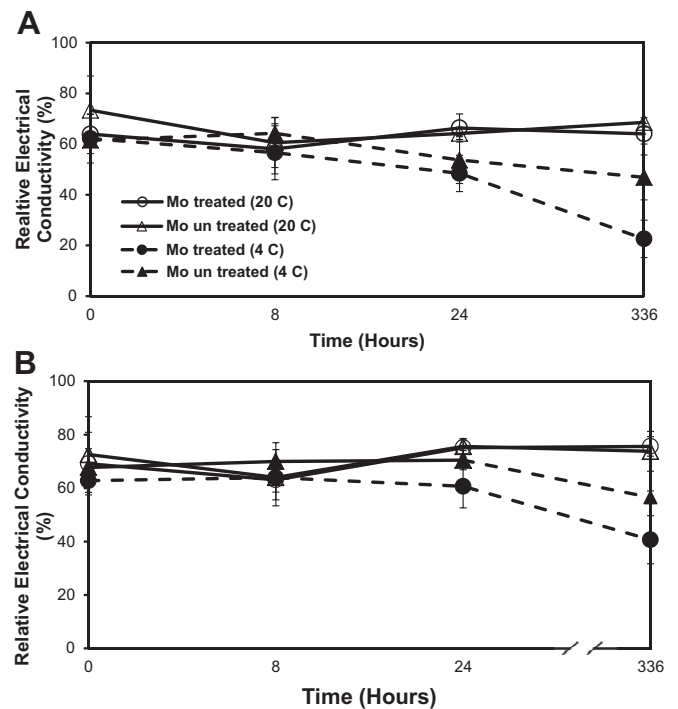 A
100
80
60
40
20
0
Realtive Electrical
Conductivity (%)
Mo treated (20 C)
Mo un treated (20 C)
Mo treated (4 C)
Mo un treated (4 C)
0 8 24 336
Time (Hours)
B
100
80
60
40
20
0
Relative Electrical Conductivity
(%)
0 8 24 336
Time (Hours)